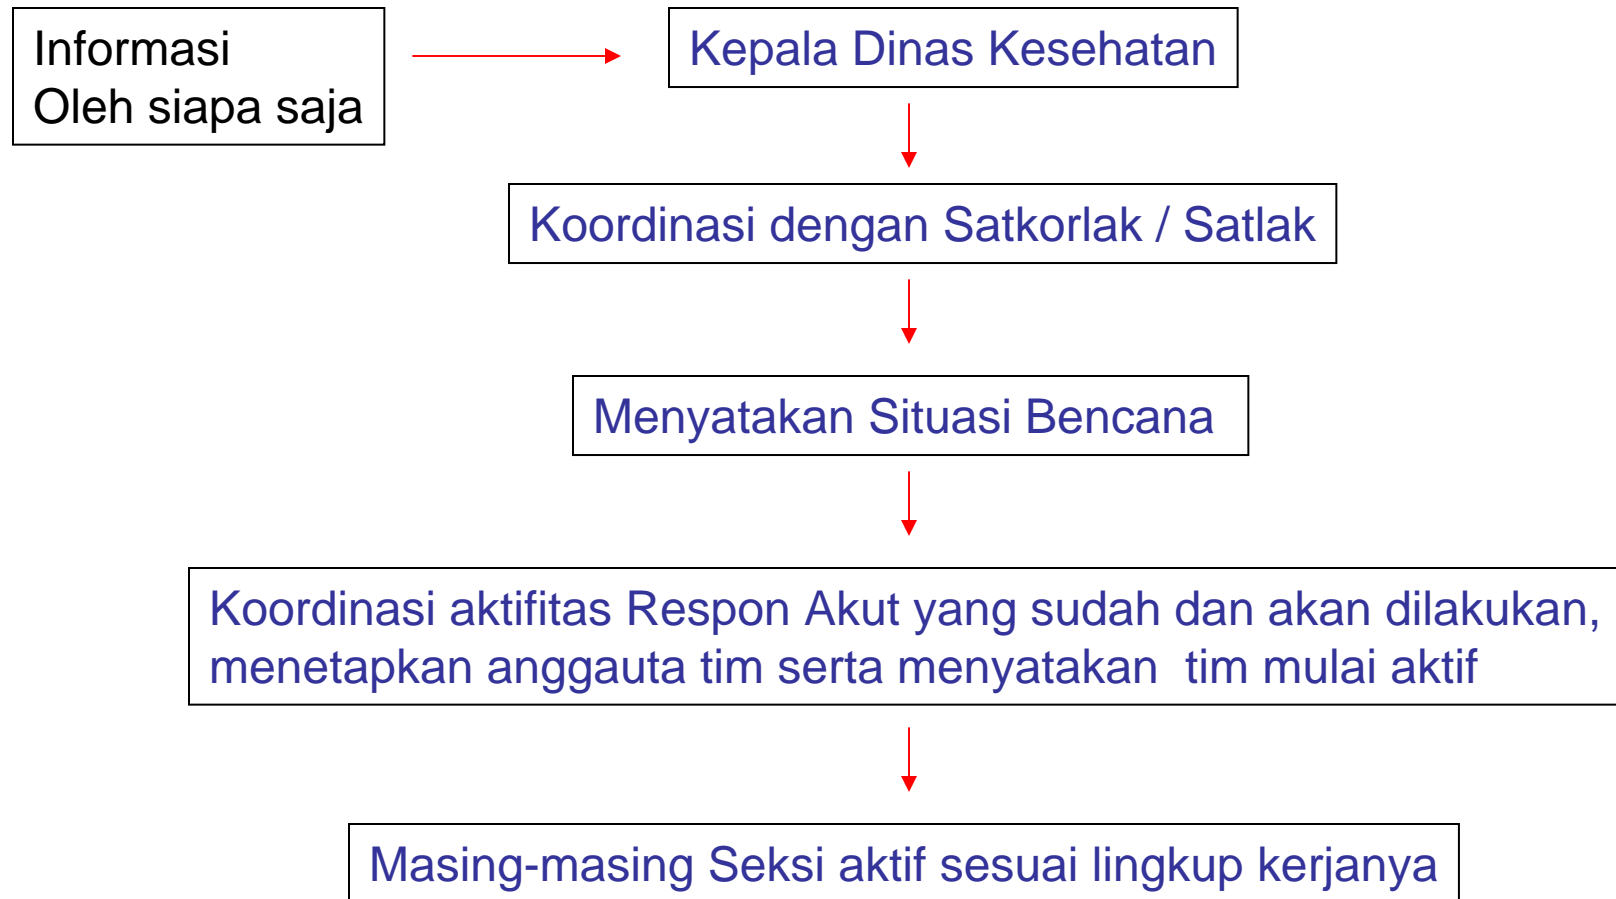 Informasi
Oleh siapa saja
Kepala Dinas Kesehatan
Koordinasi dengan Satkorlak / Satlak
Menyatakan Situasi Bencana
Koordinasi aktifitas Respon Akut yang sudah dan akan dilakukan,
menetapkan anggauta tim serta menyatakan  tim mulai aktif
Masing-masing Seksi aktif sesuai lingkup kerjanya